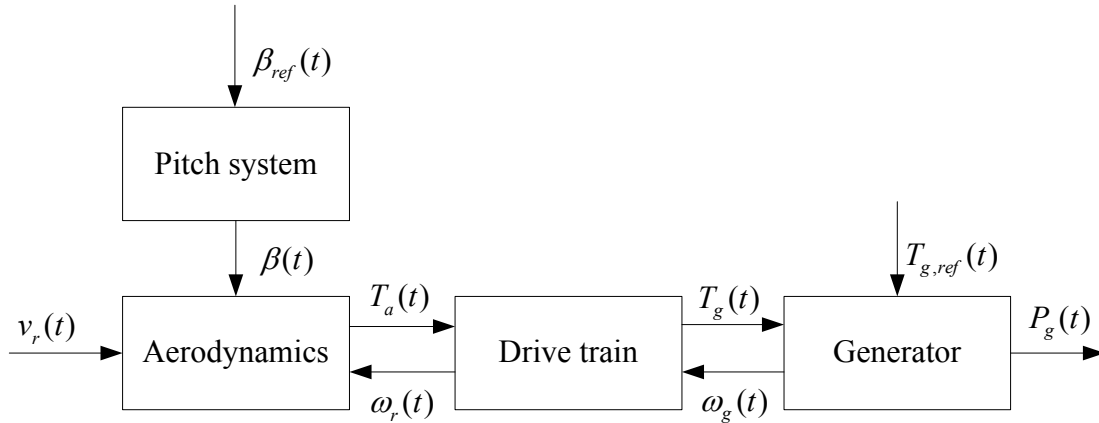 β_ref(t)
Pitch system
β(t)
T_g,ref(t)
v_r(t)
T_a(t)
T_g(t)
P_g(t)
Aerodynamics
Drive train
Generator
ω_r(t)
ω_g(t)